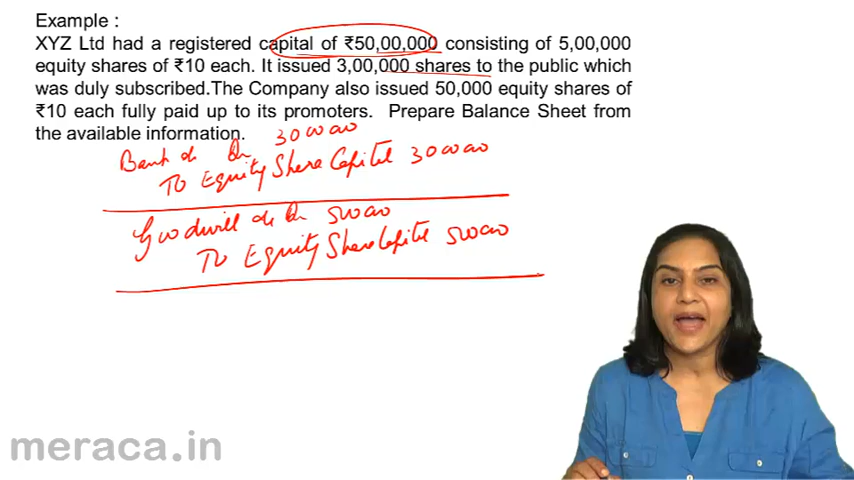 Example :
XYZ Ltd had a registered capital of ₹50,00,000 consisting of 5,00,000
equity shares of ₹10 each. It issued 3,00,000 shares to the public which
was duly subscribed.The Company also issued 50,000 equity shares of
₹10 each fully paid up to its promoters. Prepare Balance Sheet from
the available information.
Bank Dr 3000000
To Equity Share Capital 3000000
Goodwill Dr 500000
To Equity Share Capital 500000
meraca.in